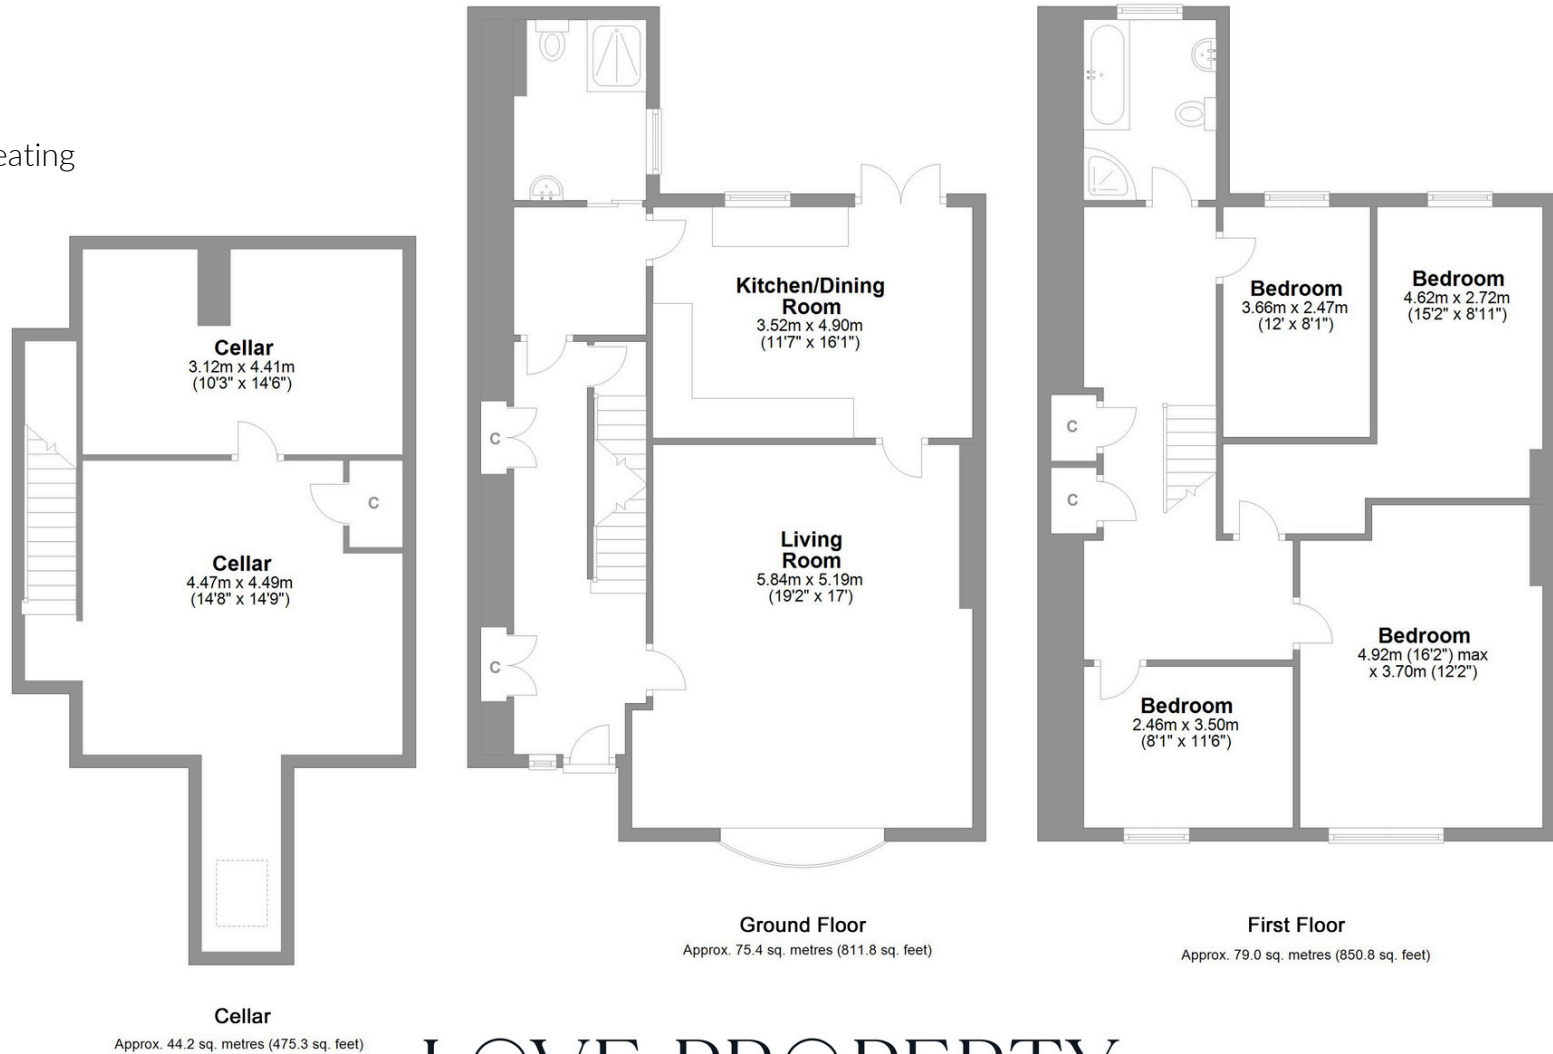 eating
Cellar
3.12m x 4.41m
(10'3" x 14'6")
C
Cellar
4.47m x 4.49m
(14'8" x 14'9")
Cellar
Approx. 44.2 sq. metres (475.3 sq. feet)
Kitchen/Dining
Room
3.52m x 4.90m
(11'7" x 16'1")
C
Living
Room
5.84m x 5.19m
(19'2" x 17')
C
Ground Floor
Approx. 75.4 sq. metres (811.8 sq. feet)
Bedroom
3.66m x 2.47m
(12' x 8'1")
Bedroom
4.62m x 2.72m
(15'2" x 8'11")
C
C
Bedroom
4.92m (16'2") max
x 3.70m (12'2")
Bedroom
2.46m x 3.50m
(8'1" x 11'6")
First Floor
Approx. 79.0 sq. metres (850.8 sq. feet)
LOVE PROPERTY